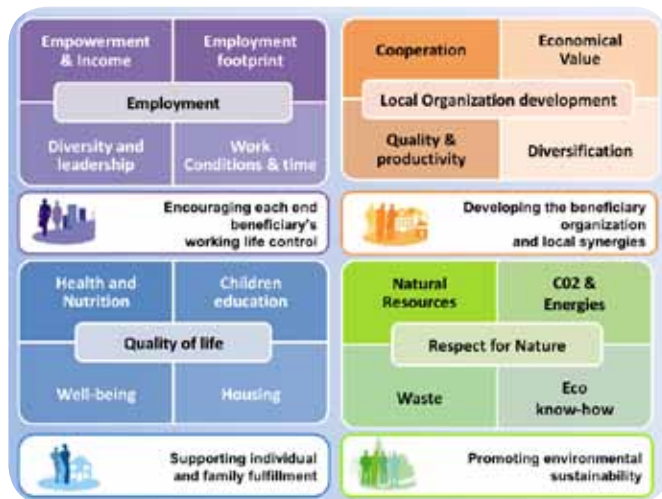 Empowerment
& Income
Employment
footprint
Employment
Diversity and
leadership
Work
Conditions & time
Encouraging each end
beneficiary's
working life control
Cooperation
Economical
Value
Local Organization development
Quality &
productivity
Diversification
Developing the beneficiary
organization
and local synergies
Health and
Nutrition
Children
education
Quality of life
Well-being
Housing
Supporting individual
and family fulfillment
Natural
Resources
C02 &
Energies
Respect for Nature
Waste
Eco
know-how
Promoting environmental
sustainability